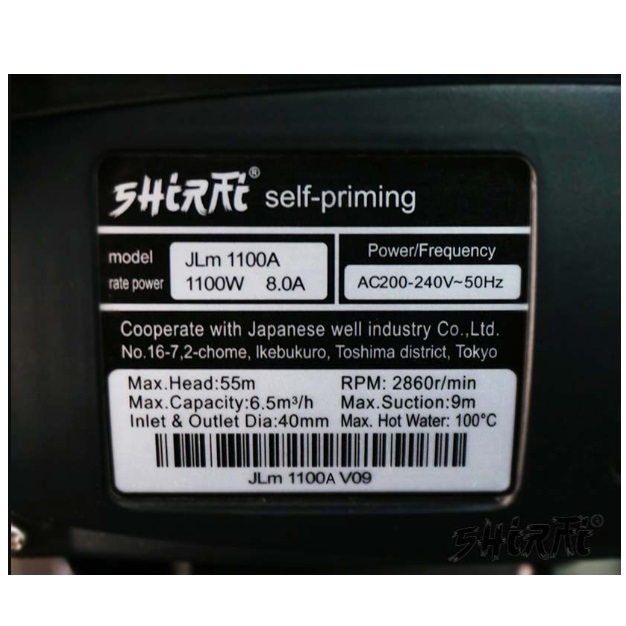 SHIRAI® self-priming
model JLm 1100A
rate power 1100W 8.0A
Power/Frequency
AC200-240V~50Hz
Cooperate with Japanese well industry Co.,Ltd.
No.16-7,2-chome, Ikebukuro, Toshima district, Tokyo
Max.Head:55m RPM: 2860r/min
Max.Capacity:6.5m³/h Max.Suction:9m
Inlet & Outlet Dia:40mm Max. Hot Water: 100°C
JLm 1100A V09
SHIRAI®